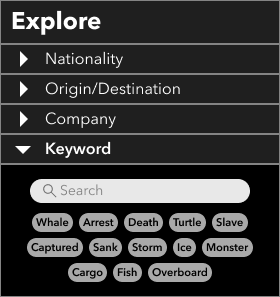 Explore
Nationality
Origin/Destination
Company
Keyword
Search
Whale Arrest Death Turtle Slave
Captured Sank Storm Ice Monster
Cargo Fish Overboard